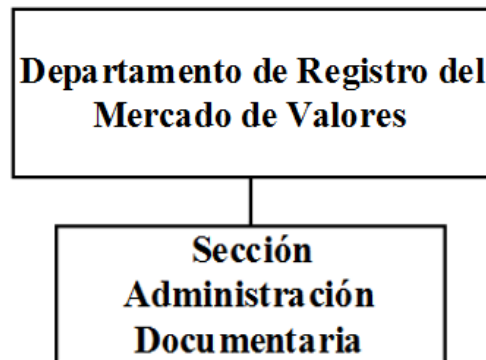 Departamento de Registro del
Mercado de Valores
Sección
Administración
Documentaria